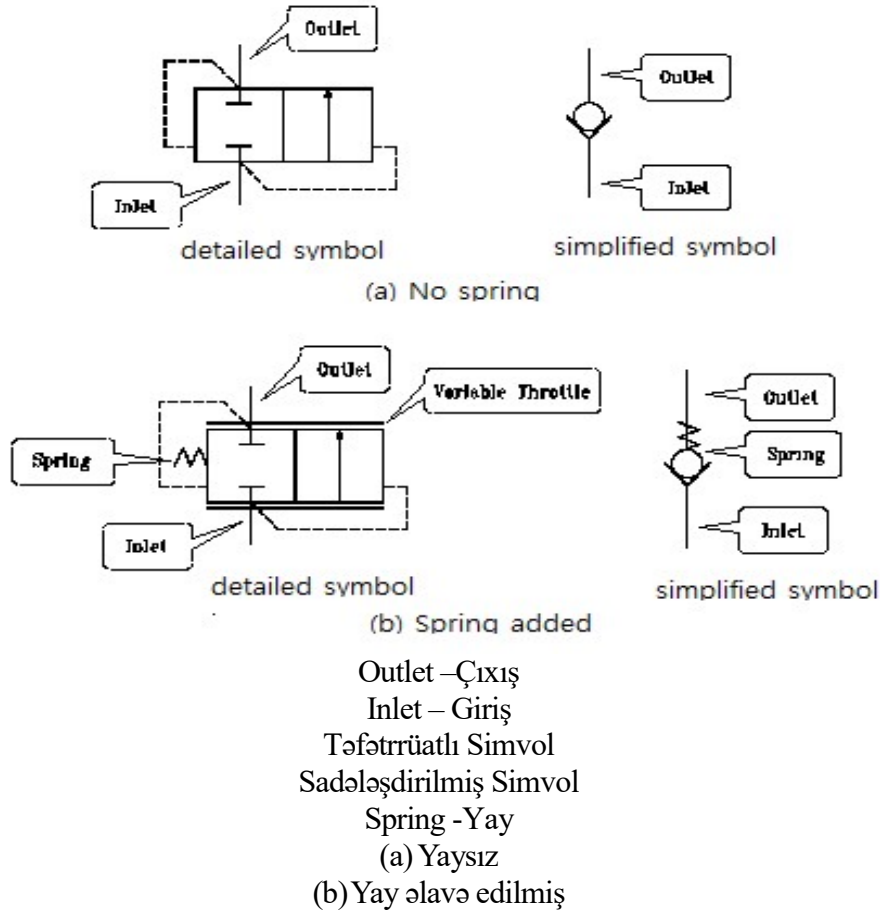 Outlet
Outlet
Inlet
Inlet
detailed symbol
simplified symbol
(a) No spring
Outlet
Variable Throttle
Outlet
Spring
Spring
Inlet
Inlet
detailed symbol
simplified symbol
(b) Spring added
Outlet –Çıxış
Inlet – Giriş
Təfətrrüatlı Simvol
Sadələşdirilmiş Simvol
Spring -Yay
(a) Yaysız
(b) Yay əlavə edilmiş